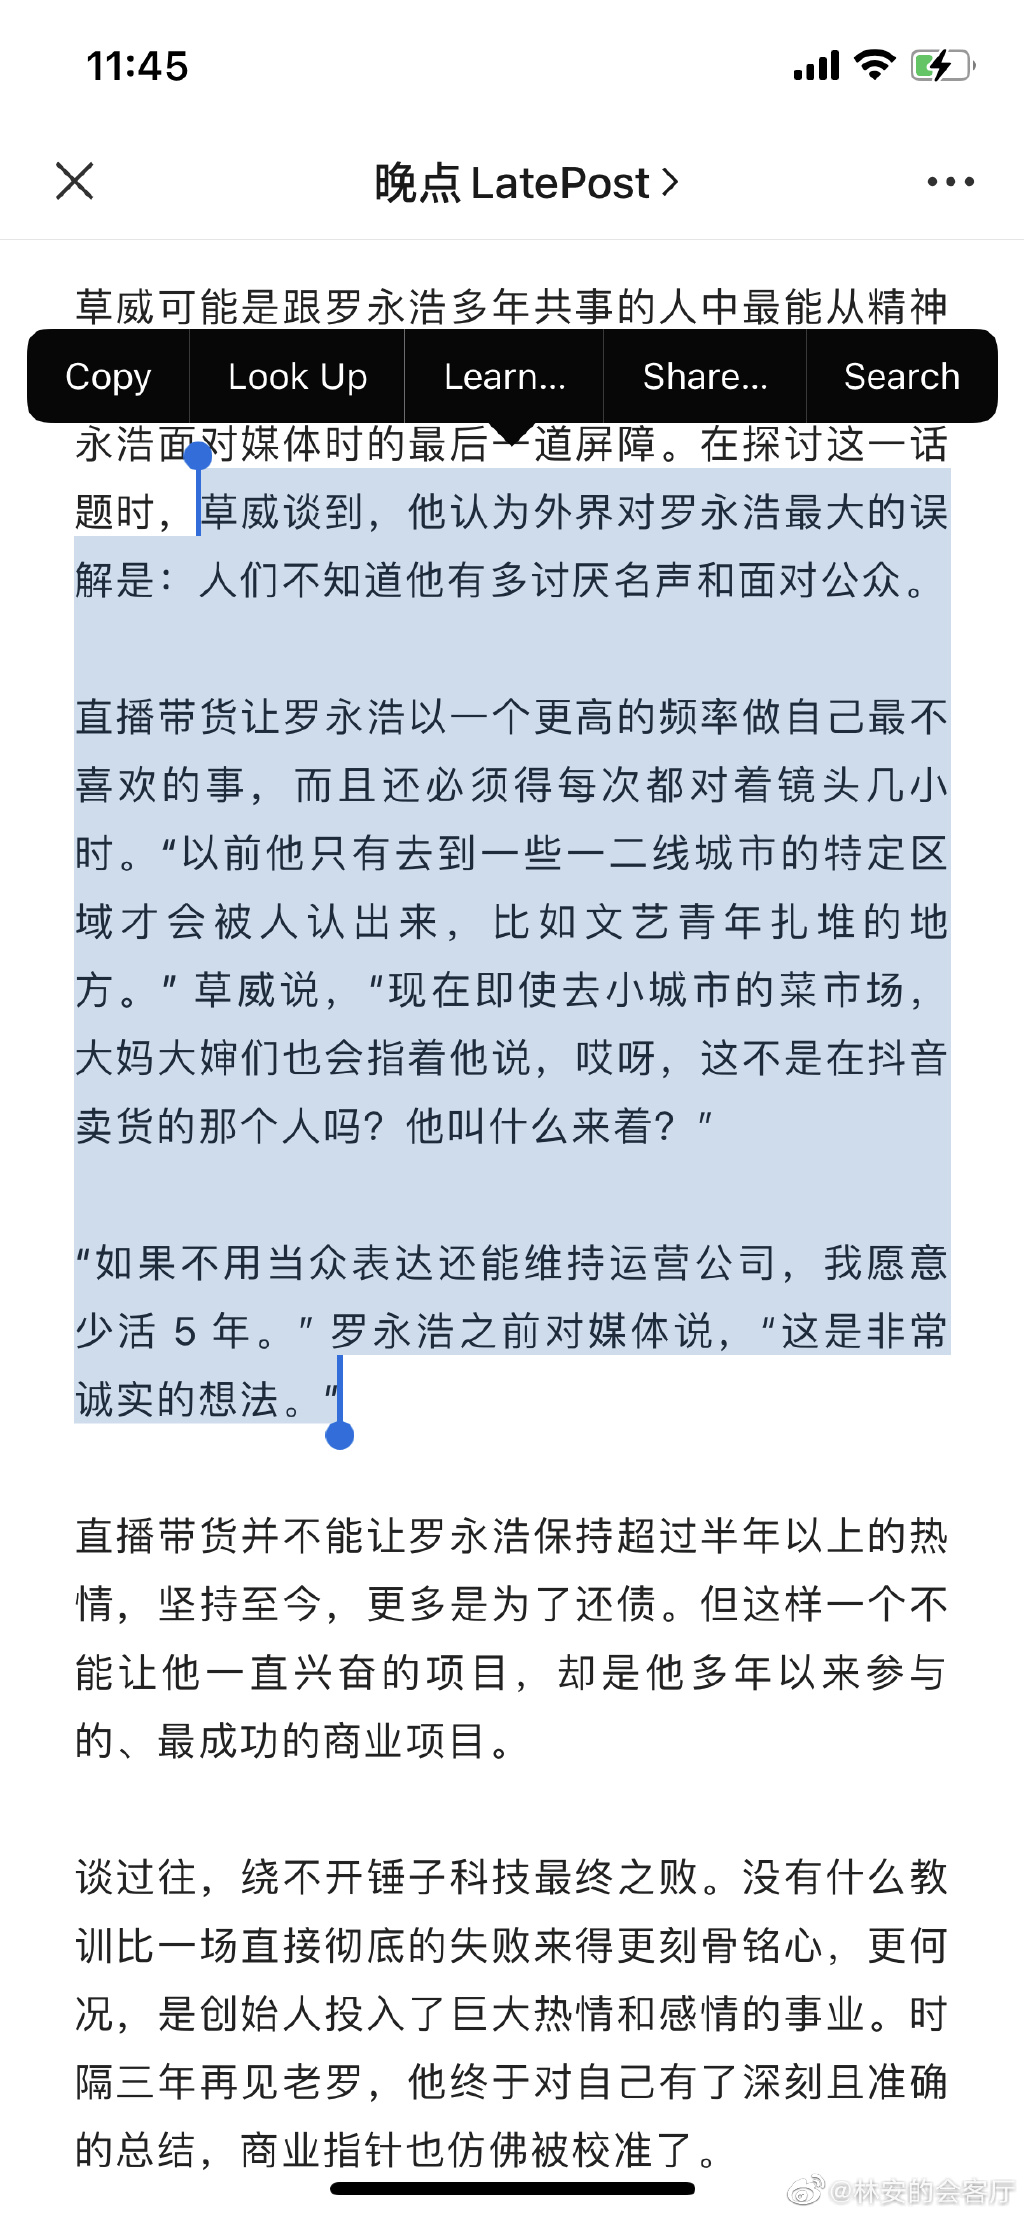 11:45
晚点 LatePost
草威可能是跟罗永浩多年共事的人中最能从精神
Copy Look Up Learn... Share... Search
永浩面对媒体时的最后一道屏障。在探讨这一话
题时，草威谈到，他认为外界对罗永浩最大的误
解是：人们不知道他有多讨厌名声和面对公众。
直播带货让罗永浩以一个更高的频率做自己最不
喜欢的事，而且还必须得每次都对着镜头几小
时。“以前他只有去到一些一二线城市的特定区
域才会被人认出来，比如文艺青年扎堆的地
方。” 草威说，“现在即使去小城市的菜市场，
大妈大婶们也会指着他说，哎呀，这不是在抖音
卖货的那个人吗？他叫什么来着？”
“如果不用当众表达还能维持运营公司，我愿意
少活 5 年。” 罗永浩之前对媒体说，“这是非常
诚实的想法。”
直播带货并不能让罗永浩保持超过半年以上的热
情，坚持至今，更多是为了还债。但这样一个不
能让他一直兴奋的项目，却是他多年以来参与
的、最成功的商业项目。
谈过往，绕不开锤子科技最终之败。没有什么教
训比一场直接彻底的失败来得更刻骨铭心，更何
况，是创始人投入了巨大热情和感情的事业。时
隔三年再见老罗，他终于对自己有了深刻且准确
的总结，商业指针也仿佛被校准了。
@林安的会客厅